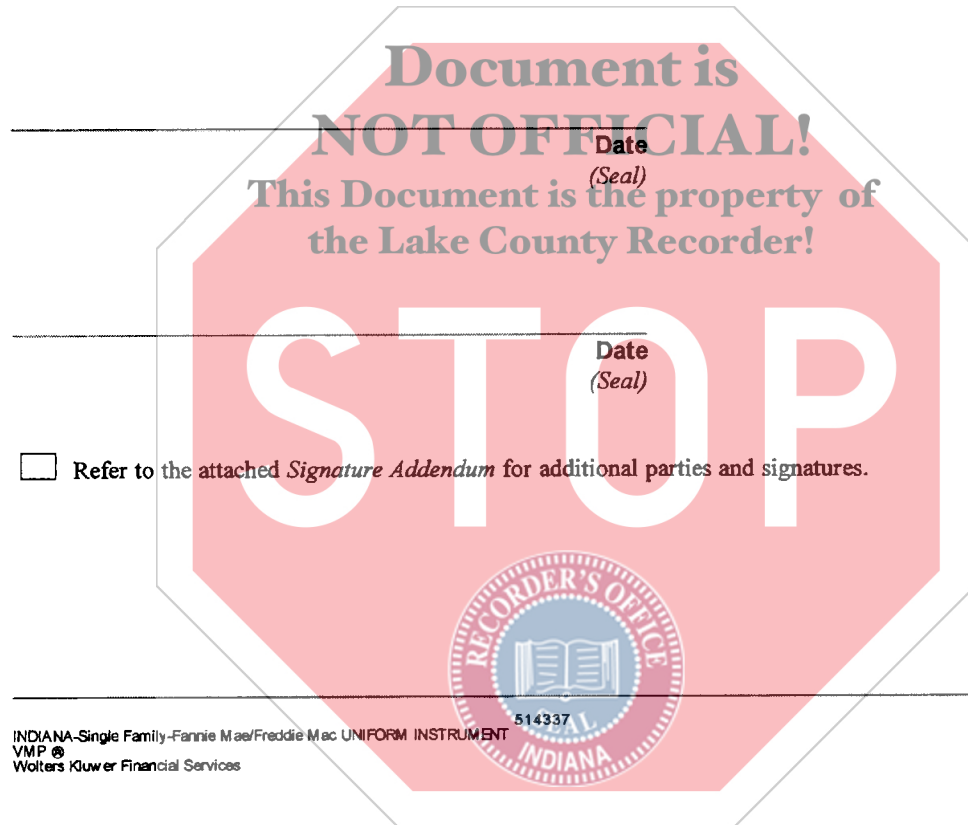 Document is
NOT OFFICIAL!
Date
(Seal)
This Document is the property of
the Lake County Recorder!
STOP
Date
(Seal)
Refer to the attached Signature Addendum for additional parties and signatures.
RECORDER'S OFFICE
SEAL
INDIANA
514337
INDIANA-Single Family-Fannie Mae/Freddie Mac UNIFORM INSTRUMENT
VMP ®
Wolters Kluwer Financial Services